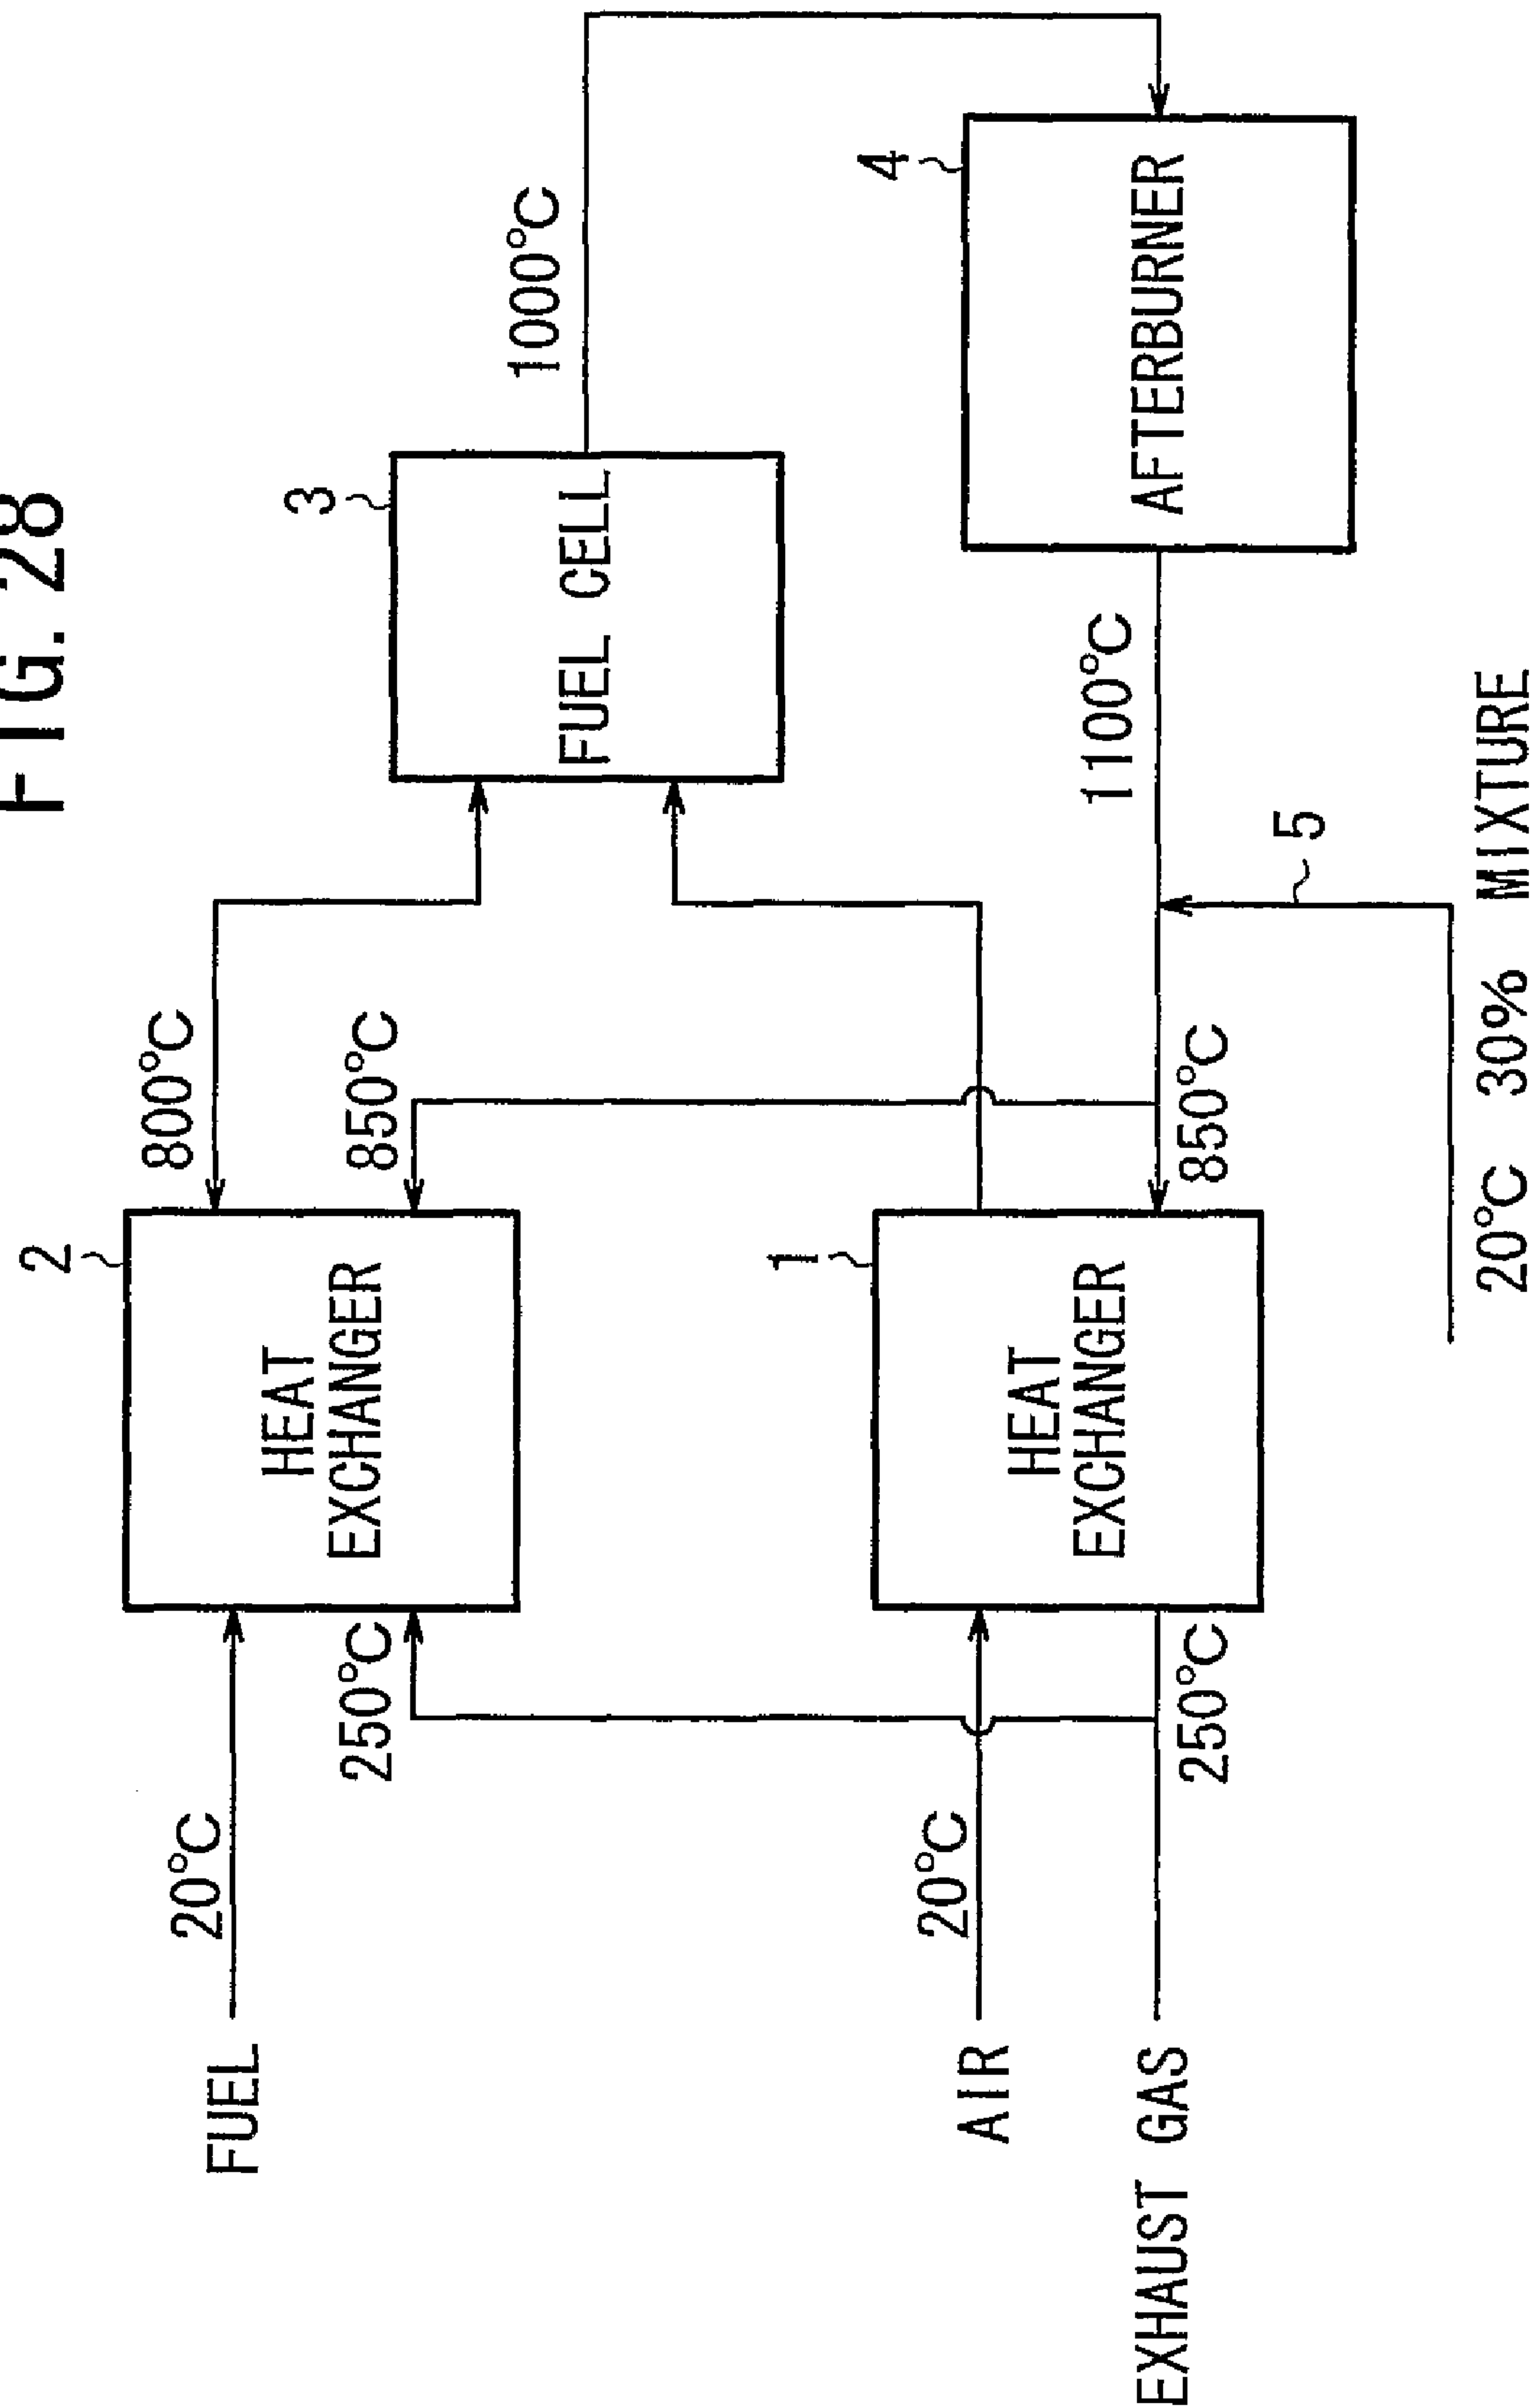 FIG. 28
2
HEAT
EXCHANGER
800°C
850°C
FUEL
20°C
250°C
3
FUEL CELL
1000°C
1
HEAT
EXCHANGER
AIR
20°C
EXHAUST GAS
250°C
850°C
1100°C
4
AFTERBURNER
5
20°C 30% MIXTURE